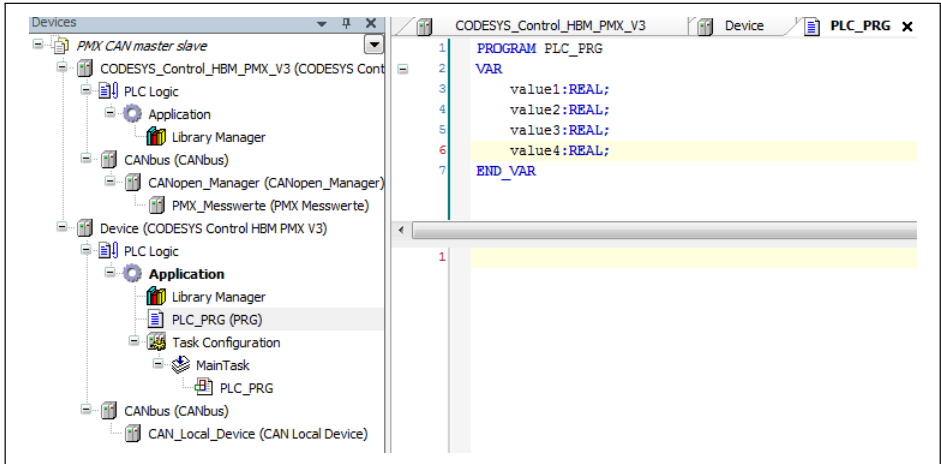 Devices
PMX CAN master slave
CODESYS_Control_HBM_PMX_V3 (CODESYS Cont
PLC Logic
Application
Library Manager
CANbus (CANbus)
CANopen_Manager (CANopen_Manager)
PMX_Messwerte (PMX Messwerte)
Device (CODESYS Control HBM PMX V3)
PLC Logic
Application
Library Manager
PLC_PRG (PRG)
Task Configuration
MainTask
PLC_PRG
CANbus (CANbus)
CAN_Local_Device (CAN Local Device)
CODESYS_Control_HBM_PMX_V3 Device PLC_PRG X
1 PROGRAM PLC_PRG
2 VAR
3 value1:REAL;
4 value2:REAL;
5 value3:REAL;
6 value4:REAL;
7 END_VAR
1